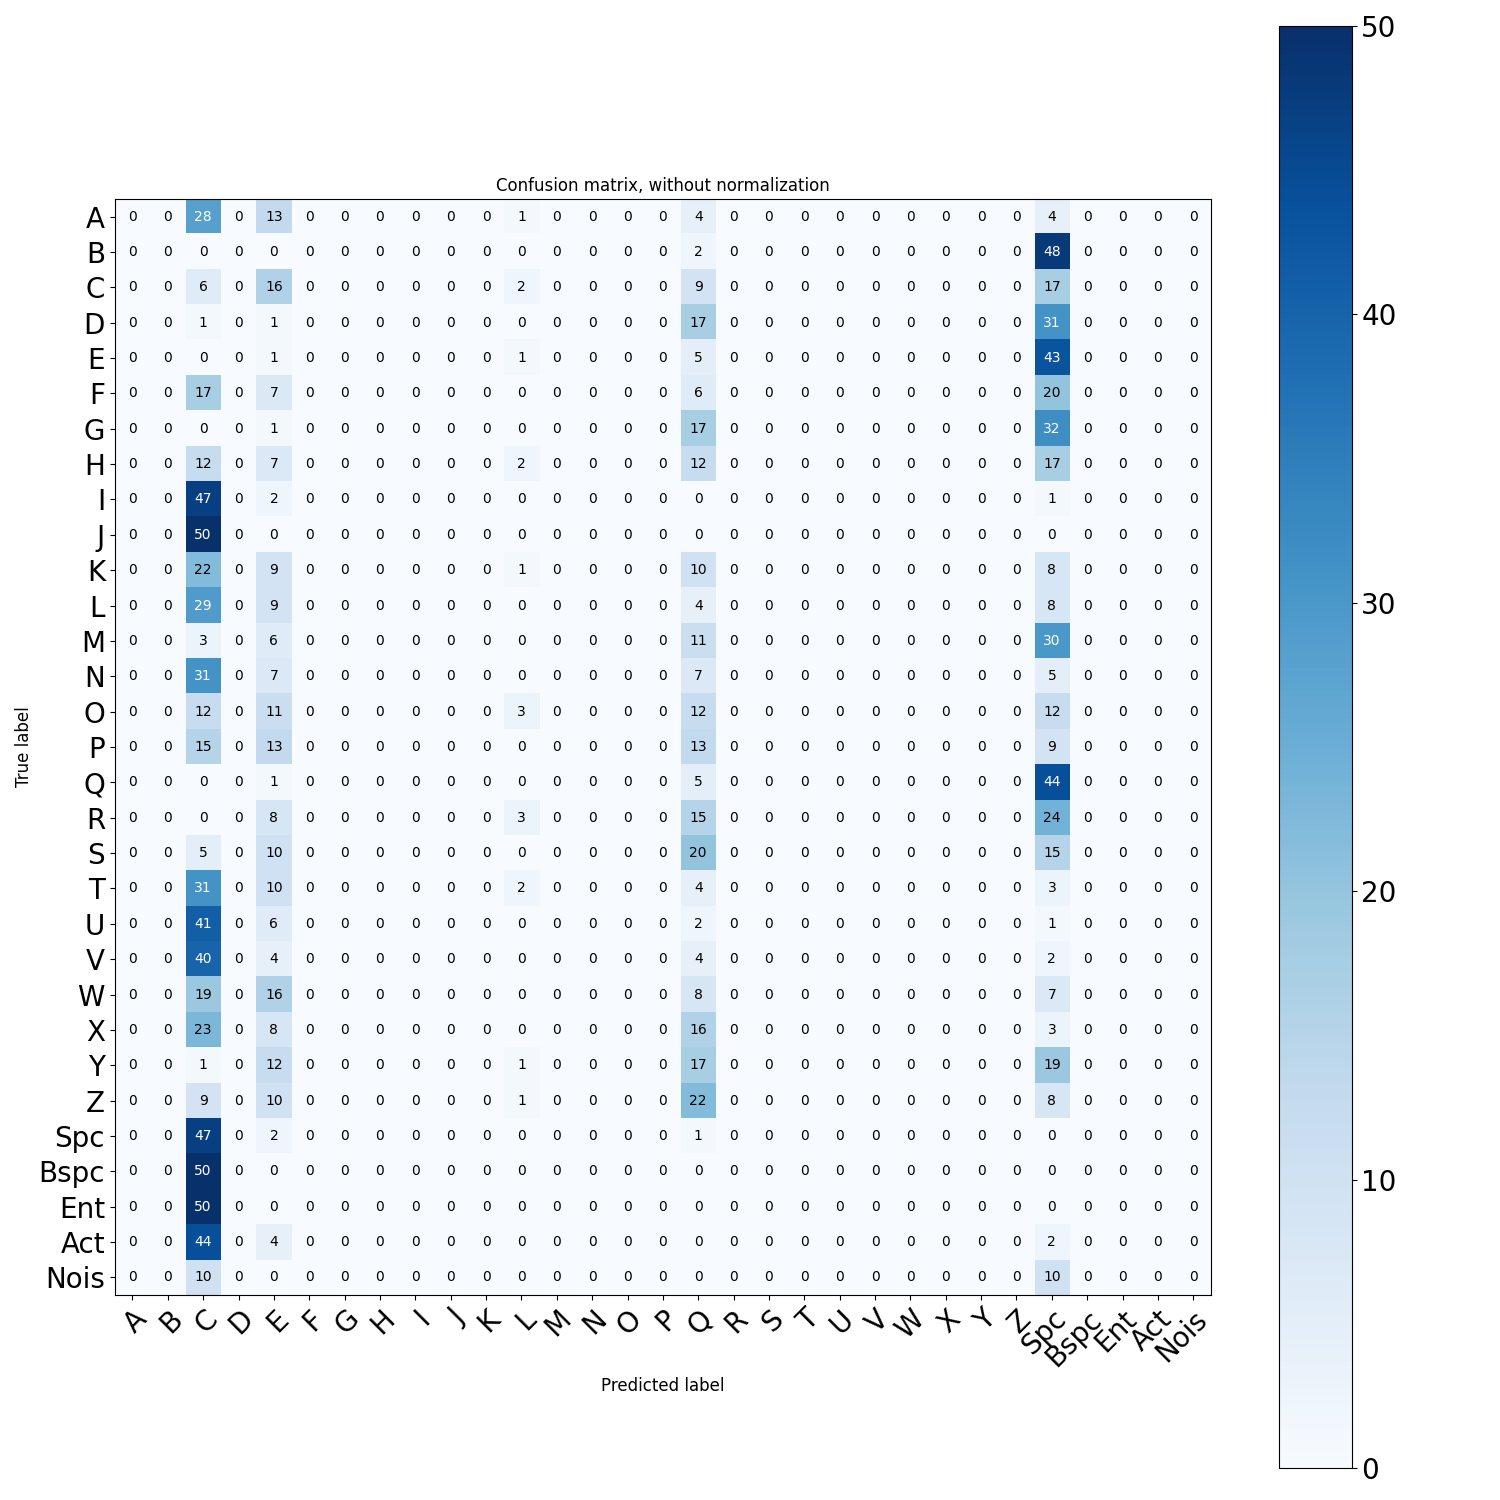 Confusion matrix, without normalization
A 0 0 28 0 13 0 0 0 0 0 0 1 0 0 0 0 4 0 0 0 0 0 0 0 0 0 4 0 0 0 0
B 0 0 0 0 0 0 0 0 0 0 0 0 0 0 0 0 2 0 0 0 0 0 0 0 0 0 48 0 0 0 0
C 0 0 6 0 16 0 0 0 0 0 0 2 0 0 0 0 9 0 0 0 0 0 0 0 0 0 17 0 0 0 0
D 0 0 1 0 1 0 0 0 0 0 0 0 0 0 0 0 17 0 0 0 0 0 0 0 0 0 31 0 0 0 0
E 0 0 0 0 1 0 0 0 0 0 0 1 0 0 0 0 5 0 0 0 0 0 0 0 0 0 43 0 0 0 0
F 0 0 17 0 7 0 0 0 0 0 0 0 0 0 0 0 6 0 0 0 0 0 0 0 0 0 20 0 0 0 0
G 0 0 0 0 1 0 0 0 0 0 0 0 0 0 0 0 17 0 0 0 0 0 0 0 0 0 32 0 0 0 0
H 0 0 12 0 7 0 0 0 0 0 0 2 0 0 0 0 12 0 0 0 0 0 0 0 0 0 17 0 0 0 0
I 0 0 47 0 2 0 0 0 0 0 0 0 0 0 0 0 0 0 0 0 0 0 0 0 0 0 1 0 0 0 0
J 0 0 50 0 0 0 0 0 0 0 0 0 0 0 0 0 0 0 0 0 0 0 0 0 0 0 0 0 0 0 0
K 0 0 22 0 9 0 0 0 0 0 0 1 0 0 0 0 10 0 0 0 0 0 0 0 0 0 8 0 0 0 0
L 0 0 29 0 9 0 0 0 0 0 0 0 0 0 0 0 4 0 0 0 0 0 0 0 0 0 8 0 0 0 0
M 0 0 3 0 6 0 0 0 0 0 0 0 0 0 0 0 11 0 0 0 0 0 0 0 0 0 30 0 0 0 0
N 0 0 31 0 7 0 0 0 0 0 0 0 0 0 0 0 7 0 0 0 0 0 0 0 0 0 5 0 0 0 0
O 0 0 12 0 11 0 0 0 0 0 0 3 0 0 0 0 12 0 0 0 0 0 0 0 0 0 12 0 0 0 0
P 0 0 15 0 13 0 0 0 0 0 0 0 0 0 0 0 13 0 0 0 0 0 0 0 0 0 9 0 0 0 0
Q 0 0 0 0 1 0 0 0 0 0 0 0 0 0 0 0 5 0 0 0 0 0 0 0 0 0 44 0 0 0 0
R 0 0 0 0 8 0 0 0 0 0 0 3 0 0 0 0 15 0 0 0 0 0 0 0 0 0 24 0 0 0 0
S 0 0 5 0 10 0 0 0 0 0 0 0 0 0 0 0 20 0 0 0 0 0 0 0 0 0 15 0 0 0 0
T 0 0 31 0 10 0 0 0 0 0 0 2 0 0 0 0 4 0 0 0 0 0 0 0 0 0 3 0 0 0 0
U 0 0 41 0 6 0 0 0 0 0 0 0 0 0 0 0 2 0 0 0 0 0 0 0 0 0 1 0 0 0 0
V 0 0 40 0 4 0 0 0 0 0 0 0 0 0 0 0 4 0 0 0 0 0 0 0 0 0 2 0 0 0 0
W 0 0 19 0 16 0 0 0 0 0 0 0 0 0 0 0 8 0 0 0 0 0 0 0 0 0 7 0 0 0 0
X 0 0 23 0 8 0 0 0 0 0 0 0 0 0 0 0 16 0 0 0 0 0 0 0 0 0 3 0 0 0 0
Y 0 0 1 0 12 0 0 0 0 0 0 1 0 0 0 0 17 0 0 0 0 0 0 0 0 0 19 0 0 0 0
Z 0 0 9 0 10 0 0 0 0 0 0 1 0 0 0 0 22 0 0 0 0 0 0 0 0 0 8 0 0 0 0
Spc 0 0 47 0 2 0 0 0 0 0 0 0 0 0 0 0 1 0 0 0 0 0 0 0 0 0 0 0 0 0 0
Bspc 0 0 50 0 0 0 0 0 0 0 0 0 0 0 0 0 0 0 0 0 0 0 0 0 0 0 0 0 0 0 0
Ent 0 0 50 0 0 0 0 0 0 0 0 0 0 0 0 0 0 0 0 0 0 0 0 0 0 0 0 0 0 0 0
Act 0 0 44 0 4 0 0 0 0 0 0 0 0 0 0 0 0 0 0 0 0 0 0 0 0 0 2 0 0 0 0
Nois 0 0 10 0 0 0 0 0 0 0 0 0 0 0 0 0 0 0 0 0 0 0 0 0 0 0 10 0 0 0 0
A B C D E F G H I J K L M N O P Q R S T U V W X Y Z Spc Bspc Ent Act Nois
Predicted label
True label
50
40
30
20
10
0